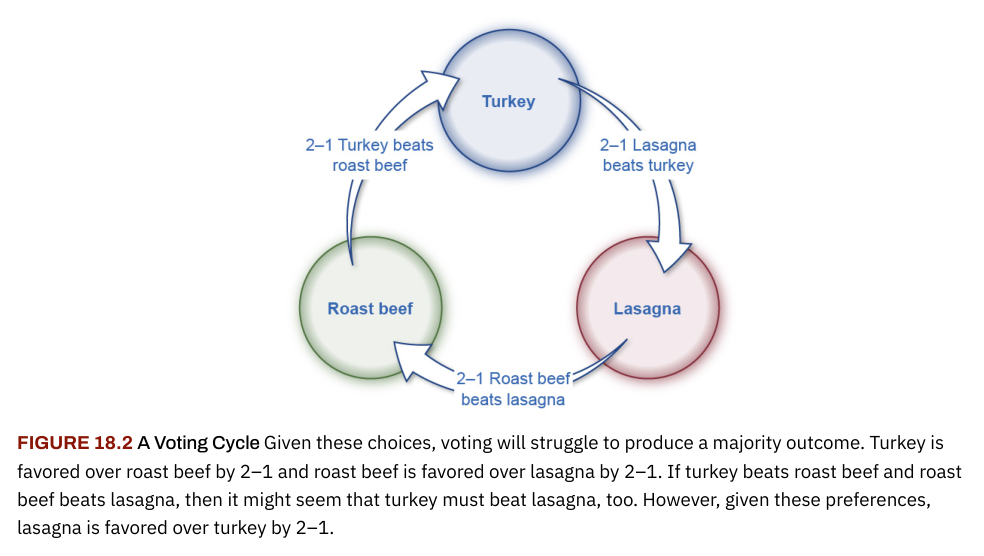 Turkey
2–1 Turkey beats
roast beef
2–1 Lasagna
beats turkey
Roast beef
Lasagna
2–1 Roast beef
beats lasagna
FIGURE 18.2 A Voting Cycle Given these choices, voting will struggle to produce a majority outcome. Turkey is
favored over roast beef by 2–1 and roast beef is favored over lasagna by 2–1. If turkey beats roast beef and roast
beef beats lasagna, then it might seem that turkey must beat lasagna, too. However, given these preferences,
lasagna is favored over turkey by 2–1.